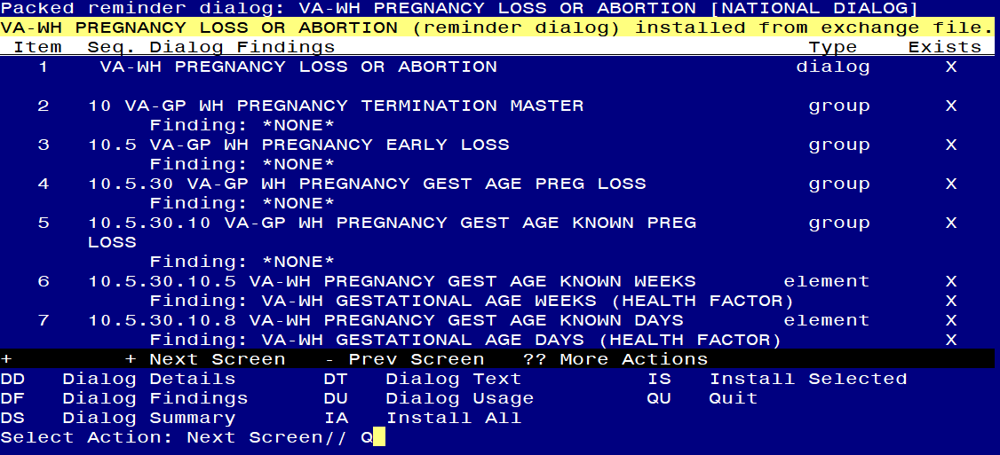 Packed reminder dialog: VA-WH PREGNANCY LOSS OR ABORTION [NATIONAL DIALOG]
VA-WH PREGNANCY LOSS OR ABORTION (reminder dialog) installed from exchange file.
Item Seq. Dialog Findings Type Exists
1 VA-WH PREGNANCY LOSS OR ABORTION dialog X
2 10 VA-GP WH PREGNANCY TERMINATION MASTER group X
Finding: *NONE*
3 10.5 VA-GP WH PREGNANCY EARLY LOSS group X
Finding: *NONE*
4 10.5.30 VA-GP WH PREGNANCY GEST AGE PREG LOSS group X
Finding: *NONE*
5 10.5.30.10 VA-GP WH PREGNANCY GEST AGE KNOWN PREG group X
LOSS
Finding: *NONE*
6 10.5.30.10.5 VA-WH PREGNANCY GEST AGE KNOWN WEEKS element X
Finding: VA-WH GESTATIONAL AGE WEEKS (HEALTH FACTOR) X
7 10.5.30.10.8 VA-WH PREGNANCY GEST AGE KNOWN DAYS element X
Finding: VA-WH GESTATIONAL AGE DAYS (HEALTH FACTOR) X
+ + Next Screen - Prev Screen ?? More Actions
DD Dialog Details DT Dialog Text IS Install Selected
DF Dialog Findings DU Dialog Usage QU Quit
DS Dialog Summary IA Install All
Select Action: Next Screen// Q